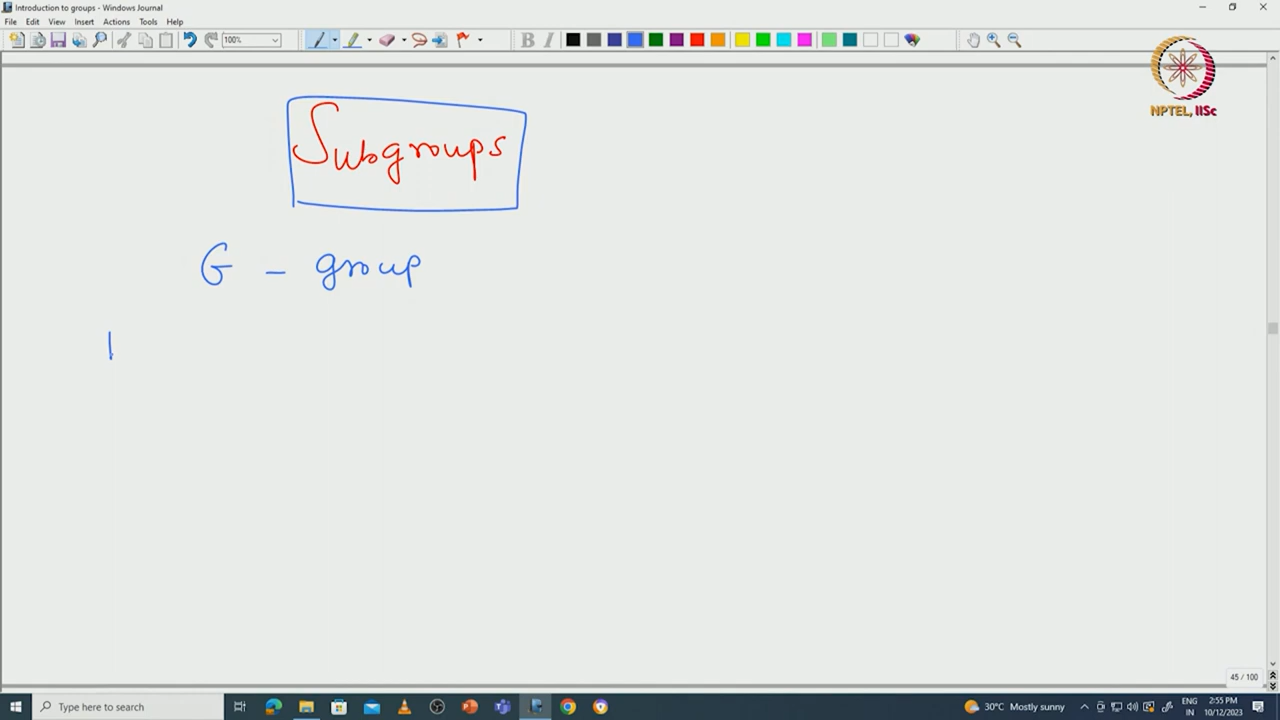 Introduction to groups - Windows Journal
File Edit View Insert Actions Tools Help
100%
B I
NPTEL, IISc
Subgroups
G - group
45 / 100
Type here to search
30°C Mostly sunny
ENG
IN
2:55 PM
10/12/2023